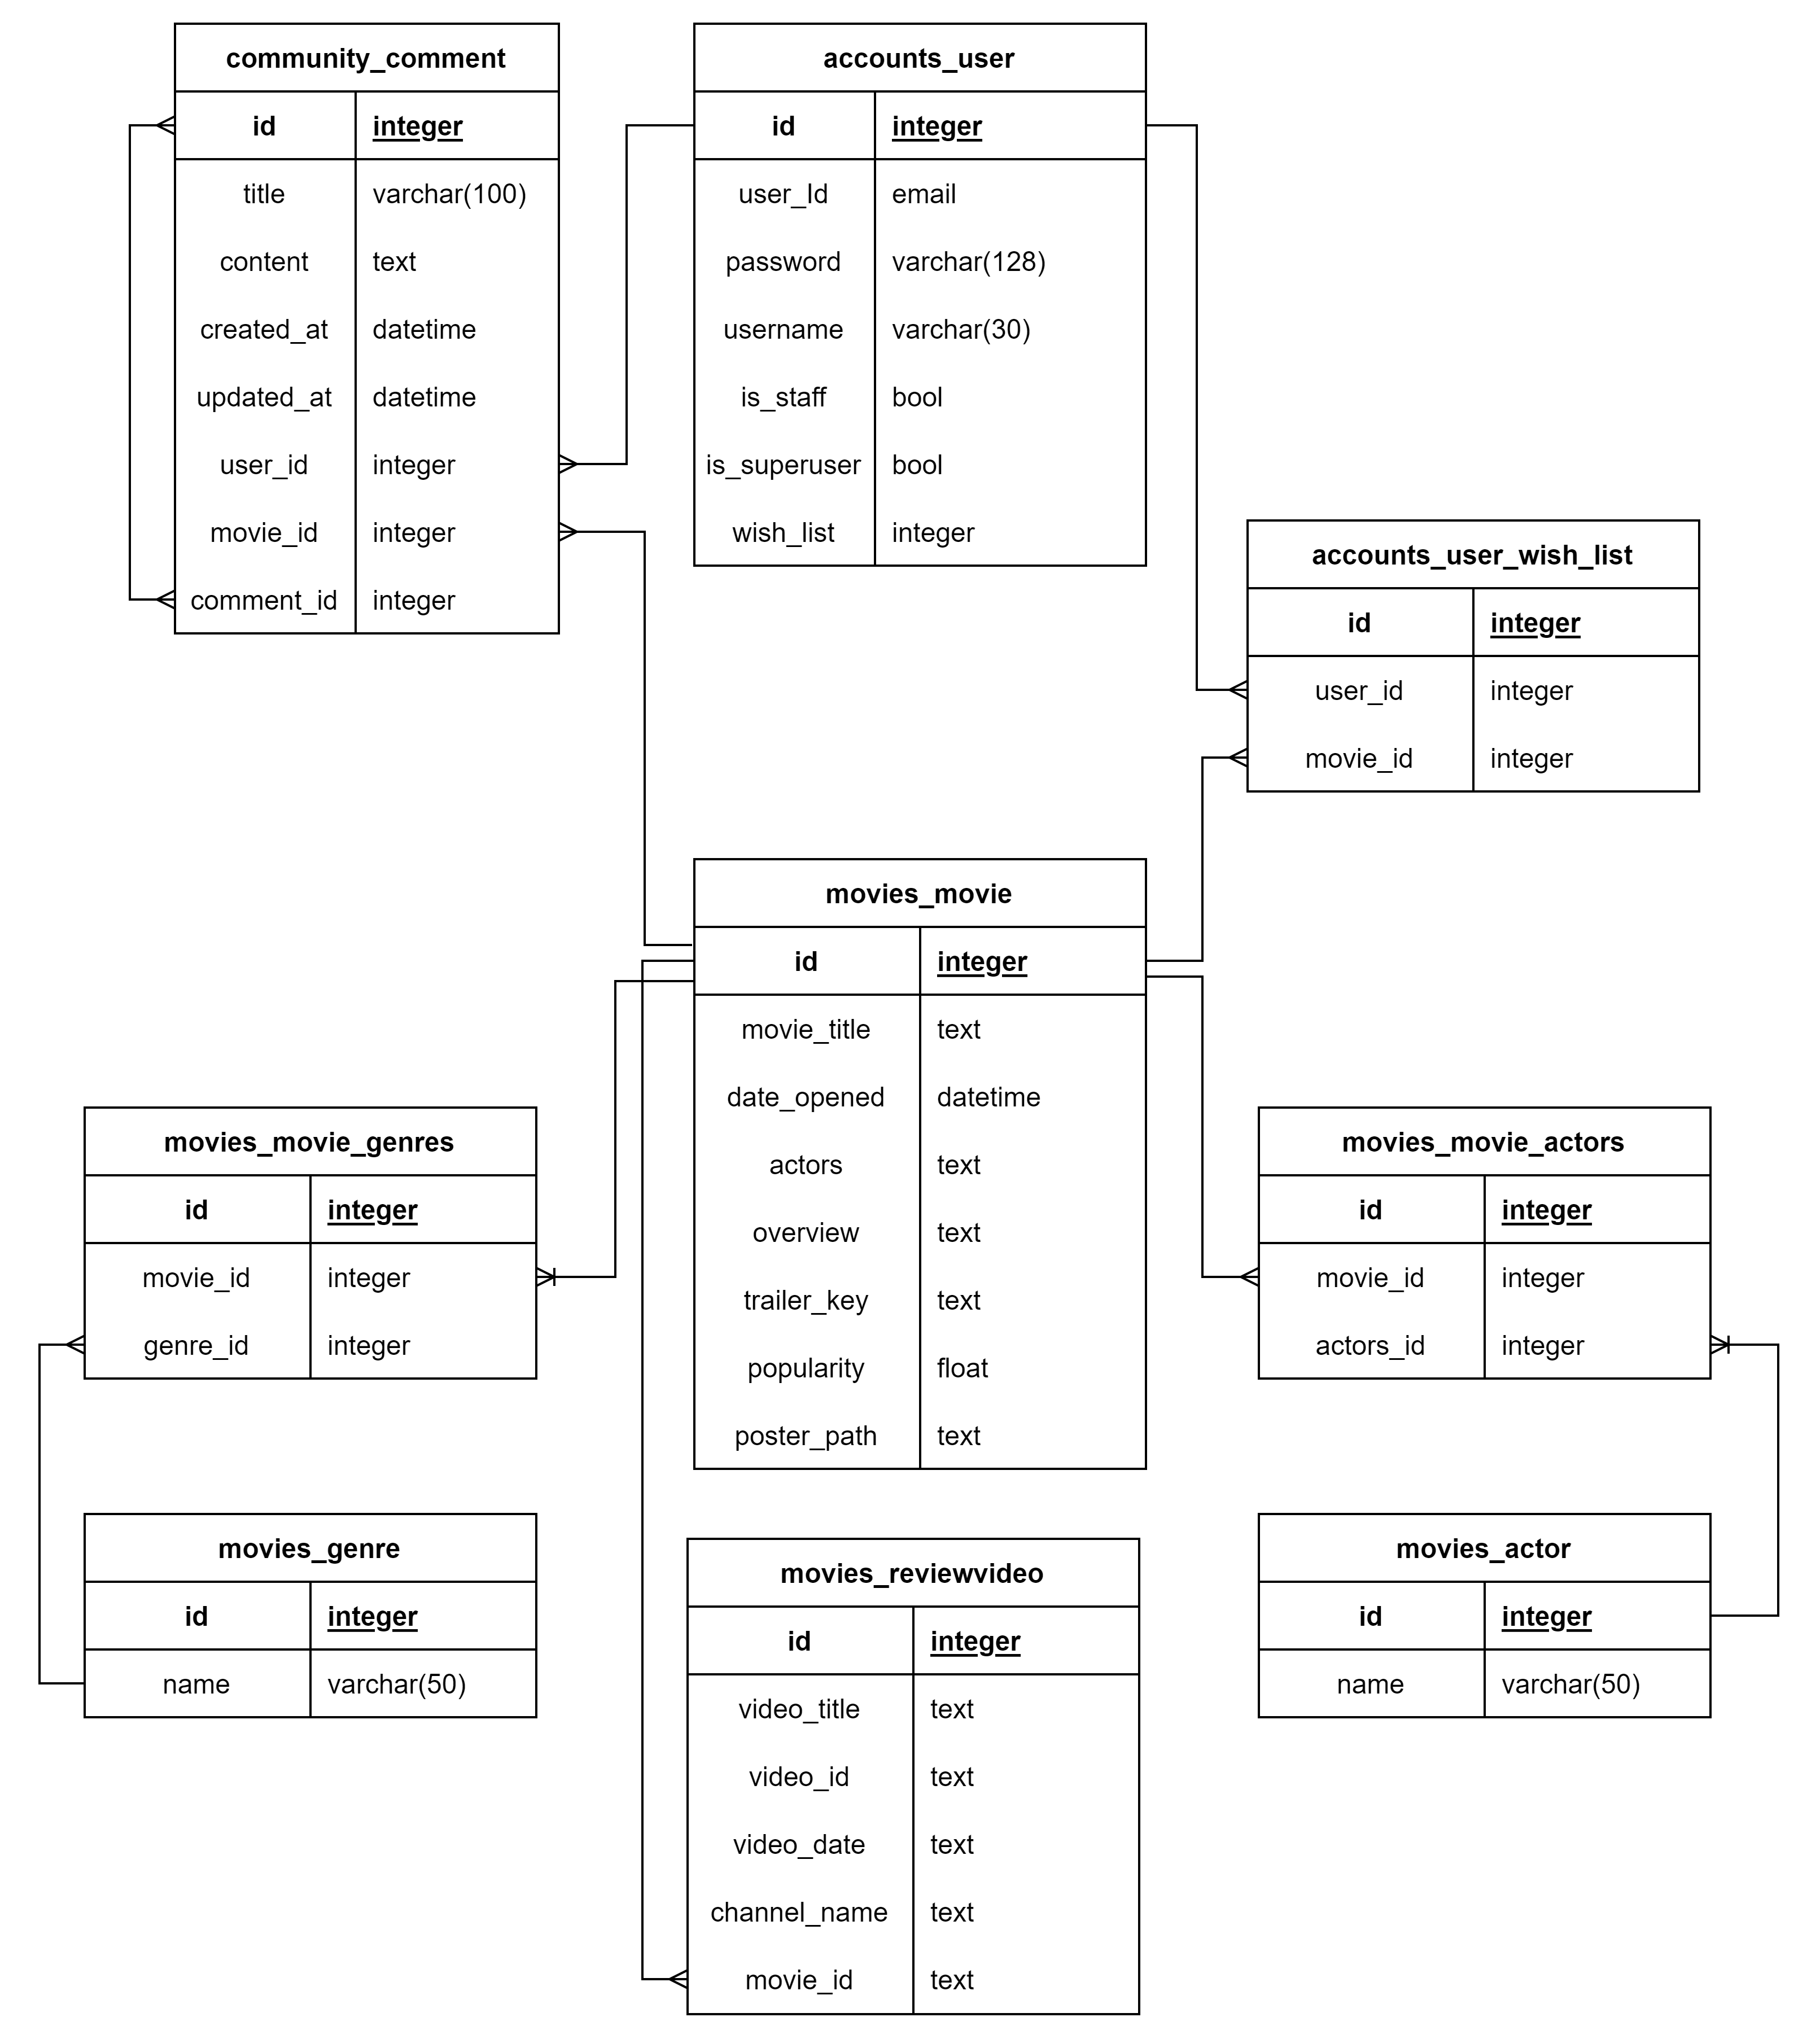 community_comment
id integer
title varchar(100)
content text
created_at datetime
updated_at datetime
user_id integer
movie_id integer
comment_id integer
accounts_user
id integer
user_Id email
password varchar(128)
username varchar(30)
is_staff bool
is_superuser bool
wish_list integer
accounts_user_wish_list
id integer
user_id integer
movie_id integer
movies_movie
id integer
movie_title text
date_opened datetime
actors text
overview text
trailer_key text
popularity float
poster_path text
movies_movie_genres
id integer
movie_id integer
genre_id integer
movies_movie_actors
id integer
movie_id integer
actors_id integer
movies_genre
id integer
name varchar(50)
movies_reviewvideo
id integer
video_title text
video_id text
video_date text
channel_name text
movie_id text
movies_actor
id integer
name varchar(50)